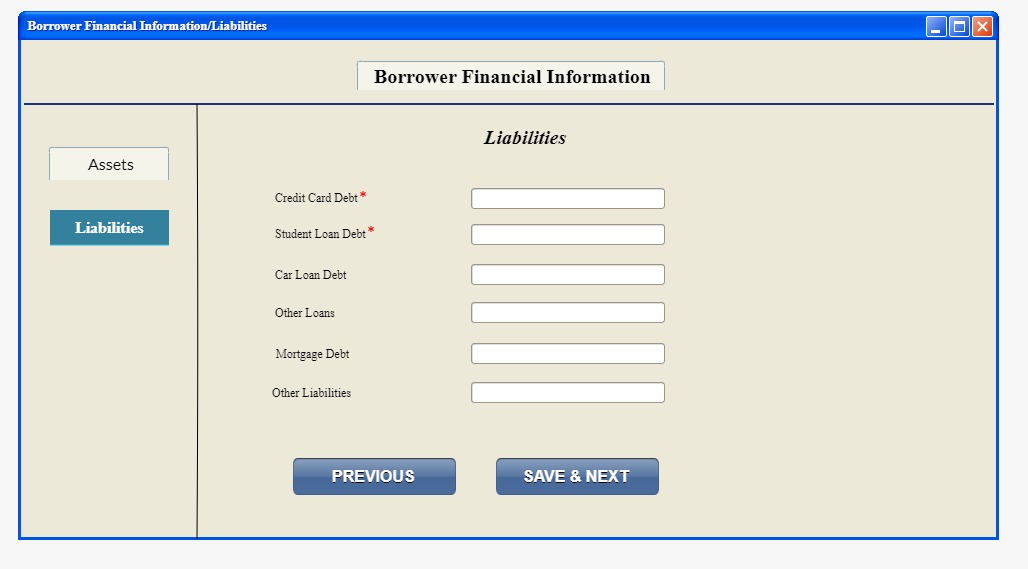 Borrower Financial Information/Liabilities
Borrower Financial Information
Assets
Liabilities
Liabilities
Credit Card Debt*
Student Loan Debt*
Car Loan Debt
Other Loans
Mortgage Debt
Other Liabilities
PREVIOUS
SAVE & NEXT